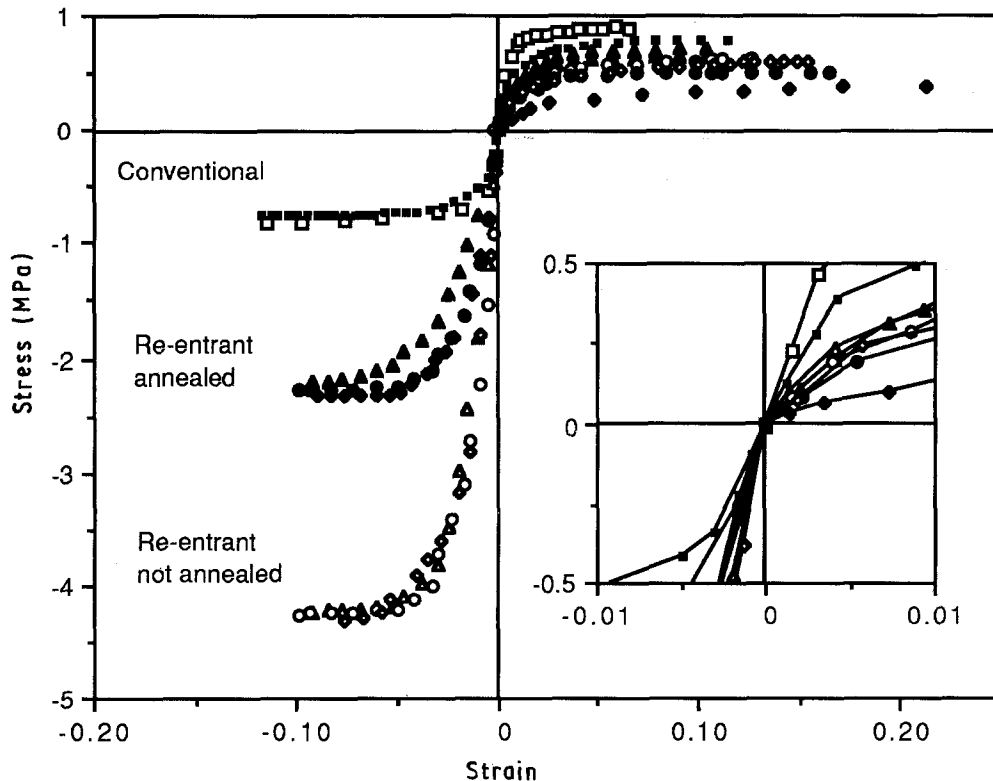 1
0
-1
-2
-3
-4
-5
Stress (MPa)
Conventional
Re-entrant
annealed
Re-entrant
not annealed
0.5
0
-0.5
-0.01
0
0.01
-0.20
-0.10
0
0.10
0.20
Strain